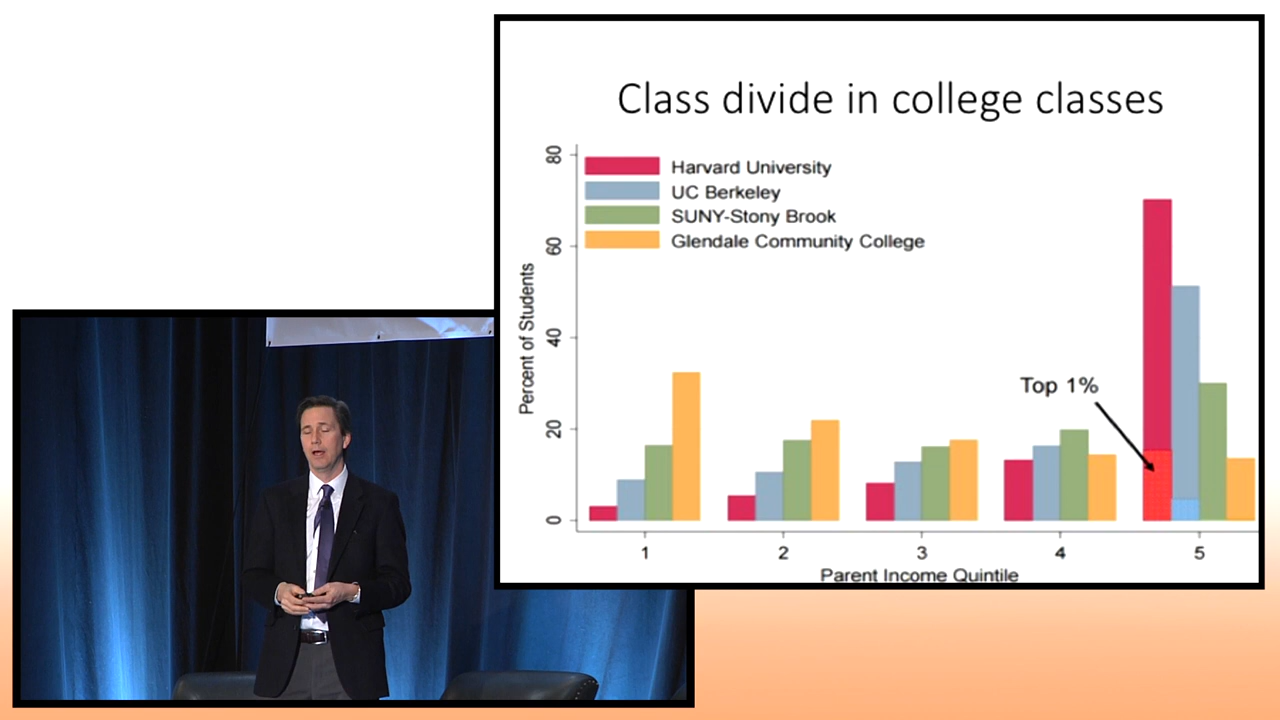 Class divide in college classes
Harvard University
UC Berkeley
SUNY-Stony Brook
Glendale Community College
Percent of Students
80
60
40
20
0
Top 1%
1 2 3 4 5
Parent Income Quintile